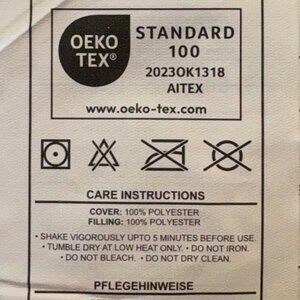 OEKO
TEX®
STANDARD
100
2023OK1318
AITEX
www.oeko-tex.com
CARE INSTRUCTIONS
COVER: 100% POLYESTER
FILLING: 100% POLYESTER
• SHAKE VIGOROUSLY UPTO 5 MINUTES BEFORE USE.
• TUMBLE DRY AT LOW HEAT ONLY. • DO NOT IRON.
• DO NOT BLEACH. • DO NOT DRY CLEAN.
PFLEGEHINWEISE